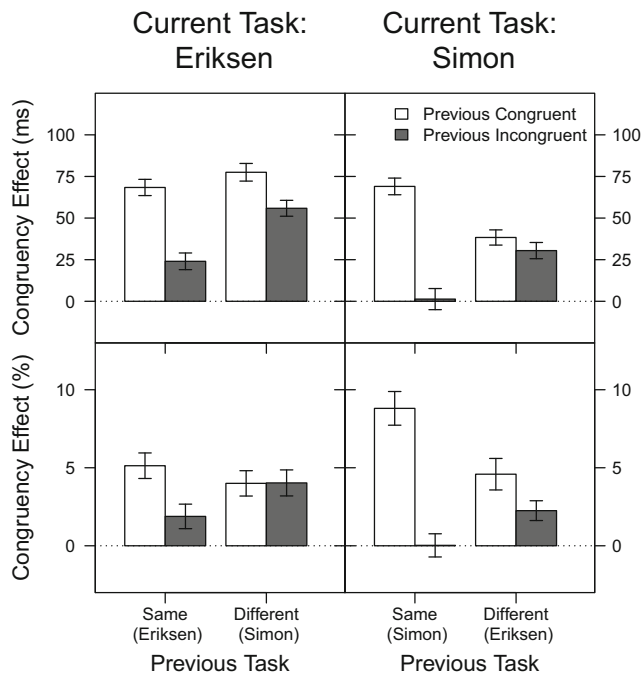 Current Task:
Eriksen
Current Task:
Simon
Previous Congruent
Previous Incongruent
Congruency Effect (ms)
100
75
50
25
0
100
75
50
25
0
Congruency Effect (%)
10
5
0
10
5
0
Same
(Eriksen)
Different
(Simon)
Same
(Simon)
Different
(Eriksen)
Previous Task
Previous Task